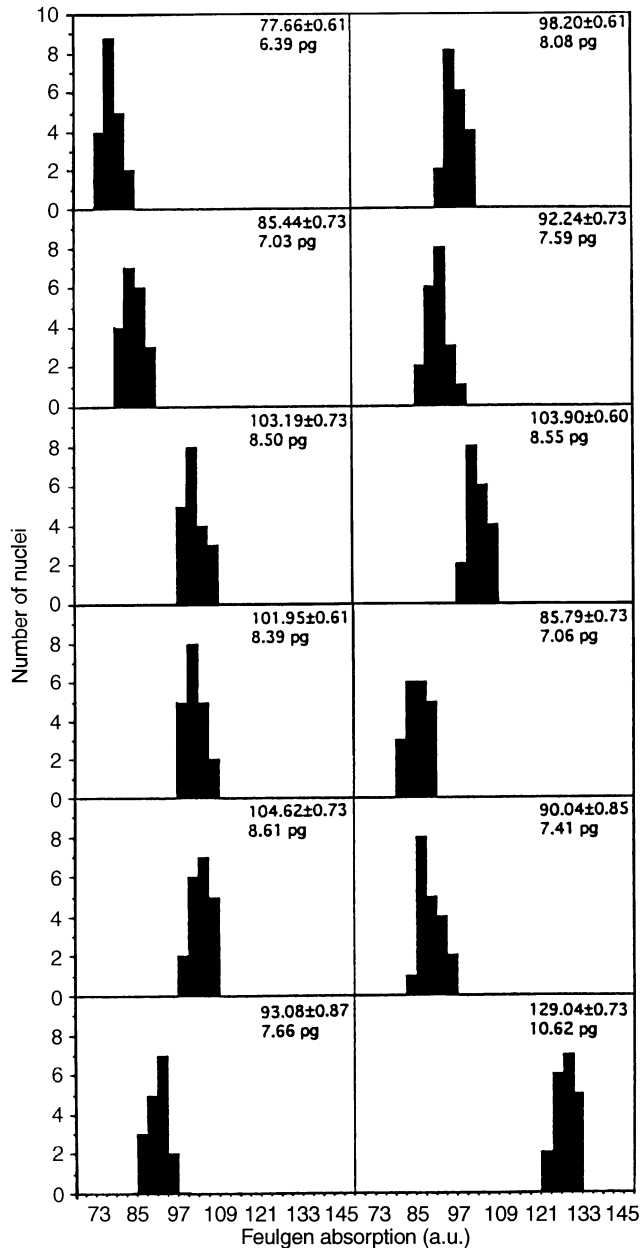 10
8
6
4
2
0
77.66±0.61
6.39 pg
98.20±0.61
8.08 pg
8
6
4
2
0
85.44±0.73
7.03 pg
92.24±0.73
7.59 pg
8
6
4
2
0
103.19±0.73
8.50 pg
103.90±0.60
8.55 pg
Number of nuclei
8
6
4
2
0
101.95±0.61
8.39 pg
85.79±0.73
7.06 pg
8
6
4
2
0
104.62±0.73
8.61 pg
90.04±0.85
7.41 pg
8
6
4
2
0
93.08±0.87
7.66 pg
129.04±0.73
10.62 pg
73 85 97 109 121 133 145 73 85 97 109 121 133 145
Feulgen absorption (a.u.)